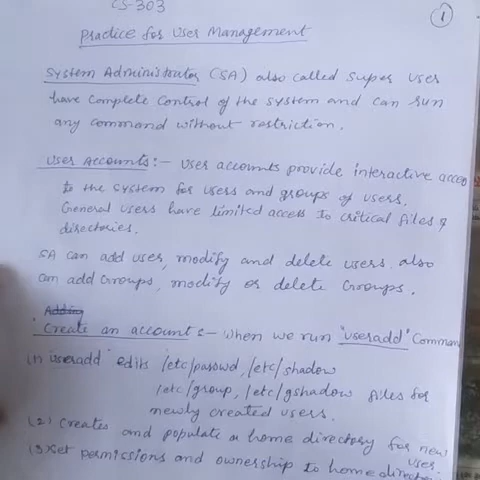 CS-303
1
Practice for User Management
System Administrator (SA) also called super user
have complete control of the system and can run
any command without restriction.
User Accounts :- User accounts provide interactive access
to the system for users and groups of users.
General users have limited access to critical files &
directories.
SA can add user, modify and delete users. also
can add Groups, modify or delete Groups.
Adding
Create an account :- When we run "useradd" Comman
(1) 'useradd' edits /etc/passwd, /etc/shadow
/etc/group, /etc/gshadow files for
newly created users.
(2) Creates and populate a home directory for new
user.
(3) Set permissions and ownership to home direct